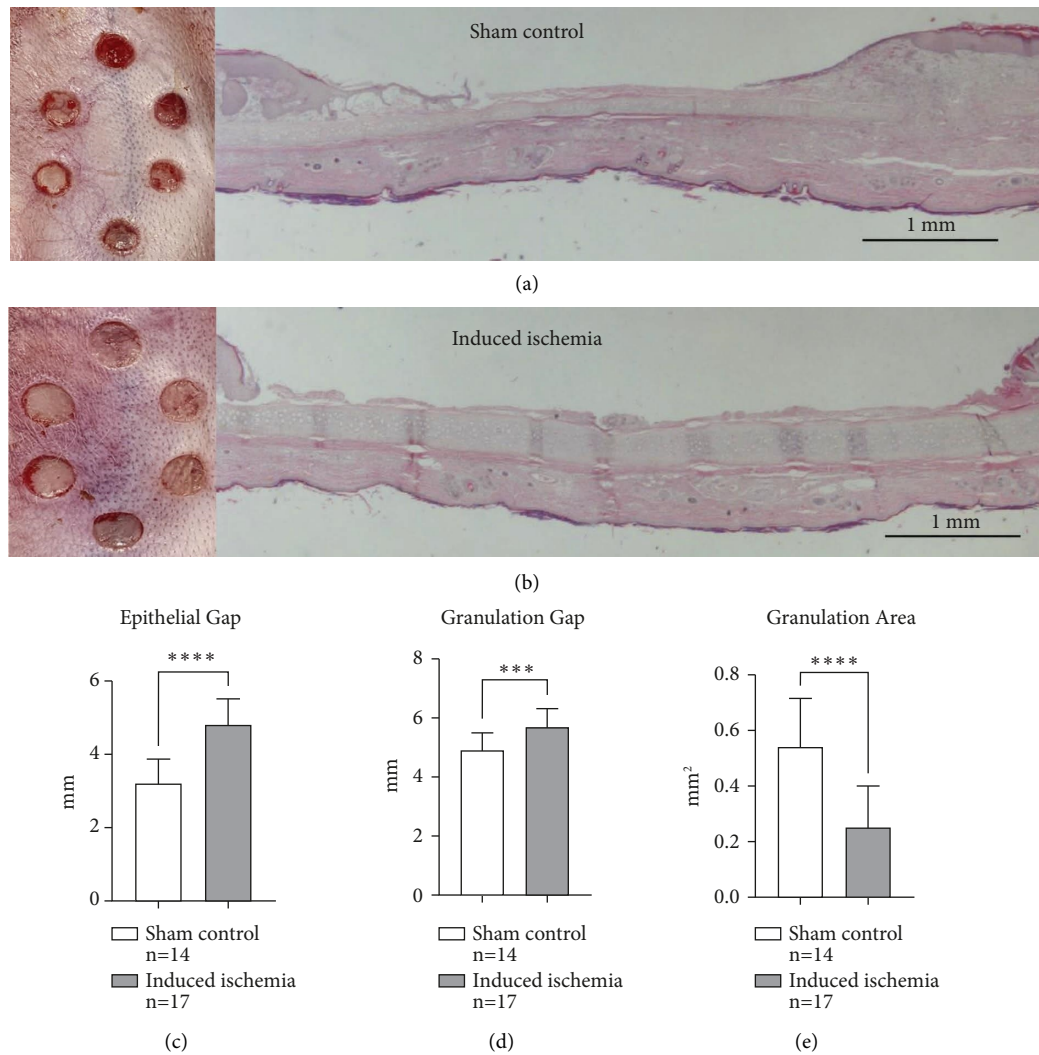 Sham control
1 mm
(a)
Induced ischemia
1 mm
(b)
Epithelial Gap
****
6
4
2
0
mm
Sham control
n=14
Induced ischemia
n=17
(c)
Granulation Gap
***
8
6
4
2
0
mm
Sham control
n=14
Induced ischemia
n=17
(d)
Granulation Area
****
0.8
0.6
0.4
0.2
0.0
mm²
Sham control
n=14
Induced ischemia
n=17
(e)